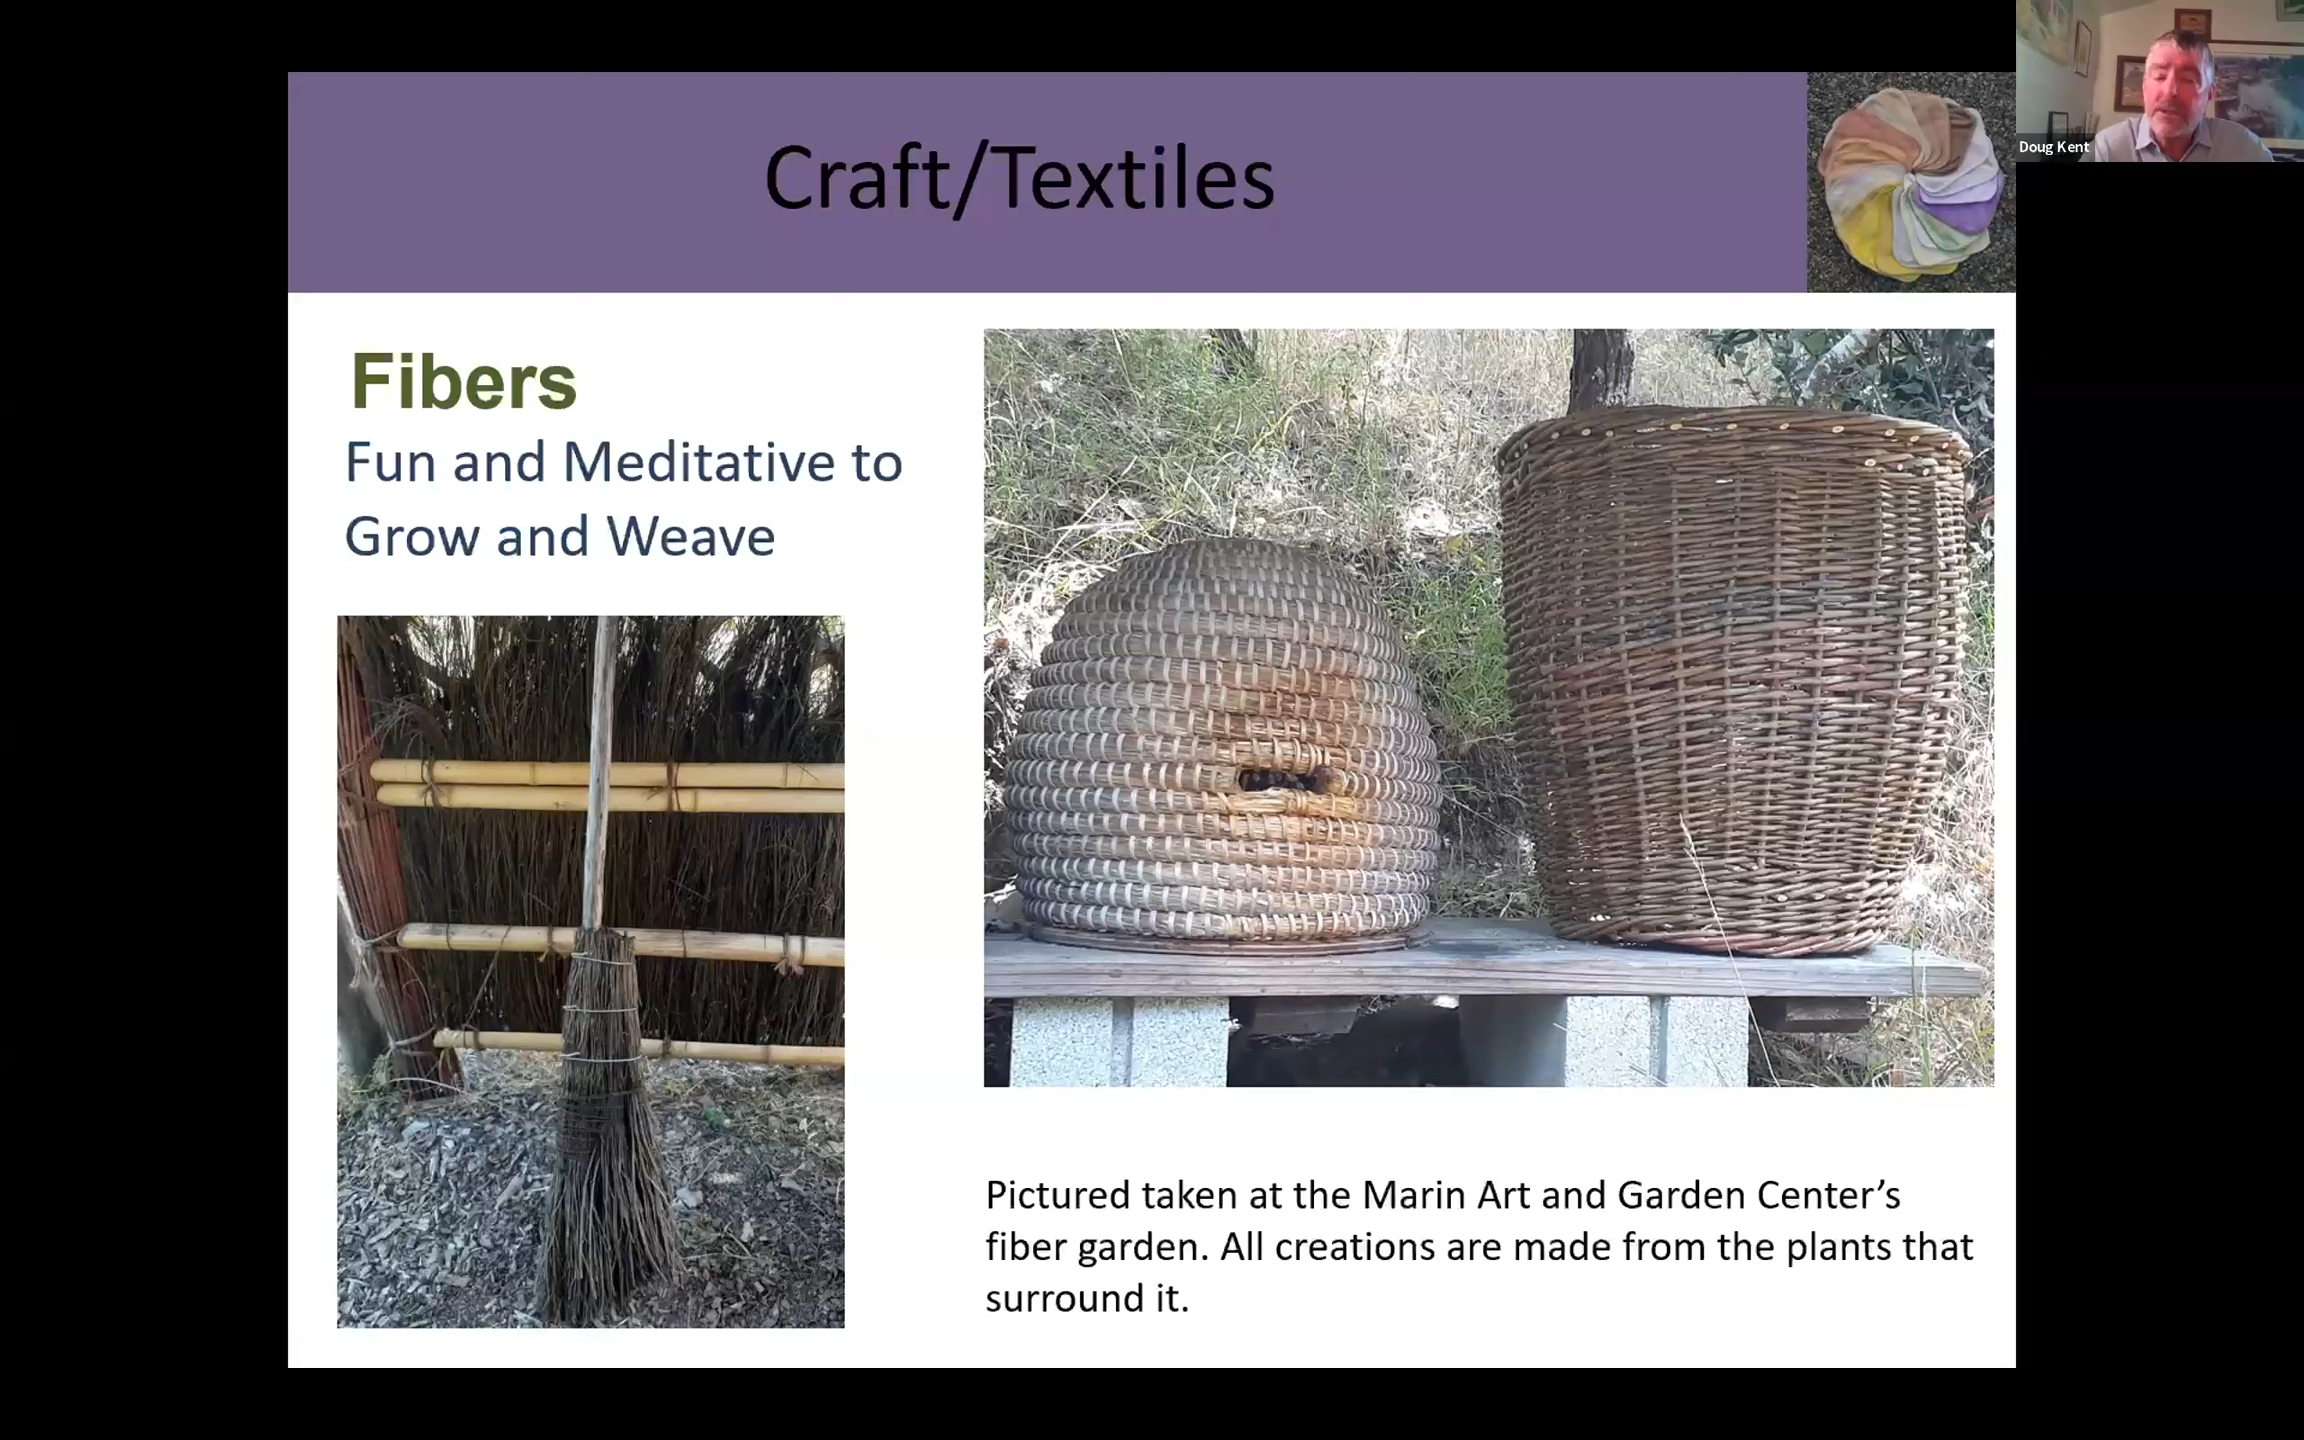 Craft/Textiles
Doug Kent
Fibers
Fun and Meditative to
Grow and Weave
Pictured taken at the Marin Art and Garden Center’s
fiber garden. All creations are made from the plants that
surround it.